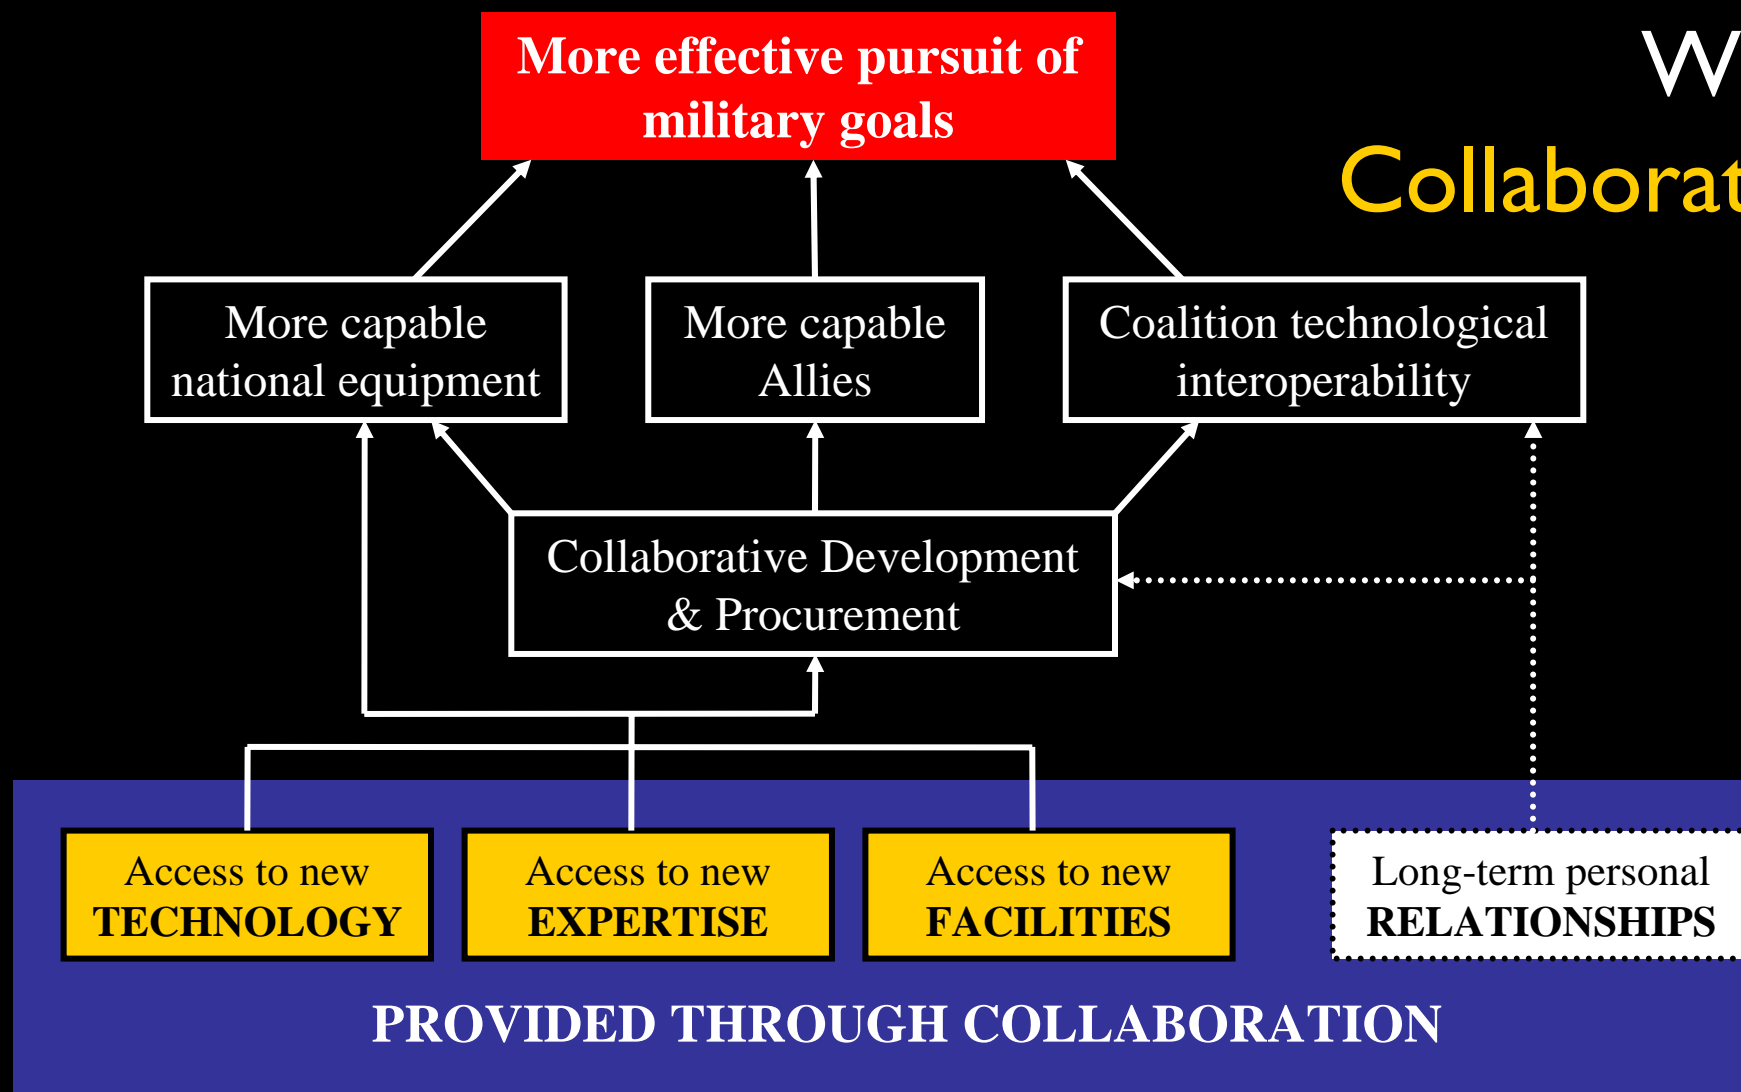 More effective pursuit of
military goals
More capable
national equipment
More capable
Allies
Coalition technological
interoperability
Collaborative Development
& Procurement
Access to new
TECHNOLOGY
Access to new
EXPERTISE
Access to new
FACILITIES
Long-term personal
RELATIONSHIPS
PROVIDED THROUGH COLLABORATION